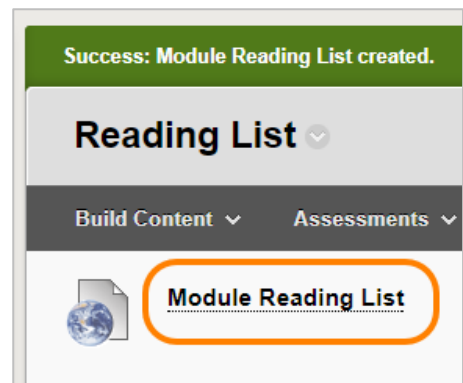 Success: Module Reading List created.
Reading List
Build Content Assessments
Module Reading List